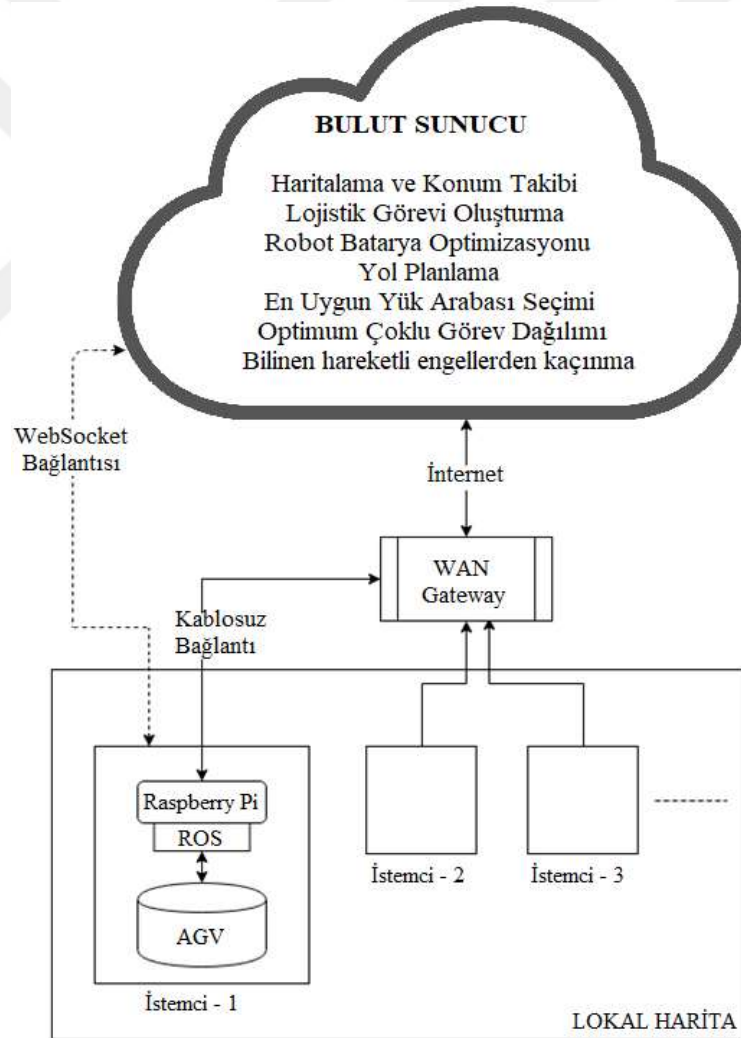 BULUT SUNUCU
Haritalama ve Konum Takibi
Lojistik Görevi Oluşturma
Robot Batarya Optimizasyonu
Yol Planlama
En Uygun Yük Arabası Seçimi
Optimum Çoklu Görev Dağılımı
Bilinen hareketli engellerden kaçınma
WebSocket
Bağlantısı
İnternet
WAN
Gateway
Kablosuz
Bağlantı
Raspberry Pi
ROS
AGV
İstemci - 1
İstemci - 2
İstemci - 3
LOKAL HARİTA